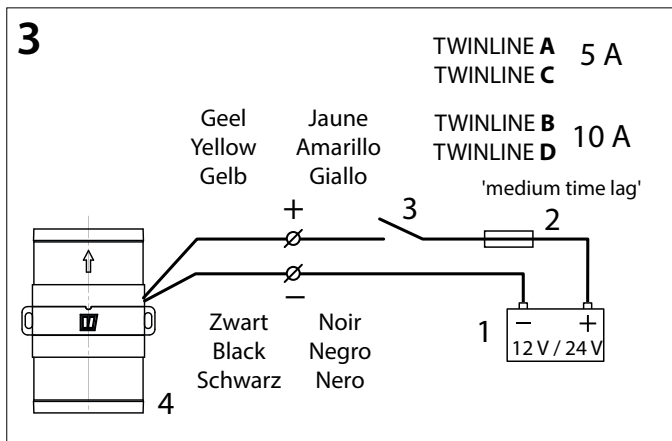 3
TWINLINE A
TWINLINE C
5 A
TWINLINE B
TWINLINE D
10 A
'medium time lag'
Geel
Yellow
Gelb
Jaune
Amarillo
Giallo
+
3
2
−
1
− +
12 V / 24 V
Zwart
Black
Schwarz
Noir
Negro
Nero
4